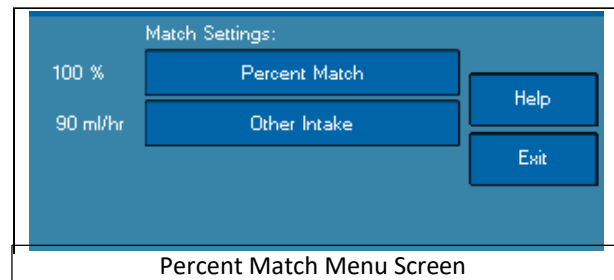 Match Settings:
100 % Percent Match
Help
90 ml/hr Other Intake
Exit
Percent Match Menu Screen